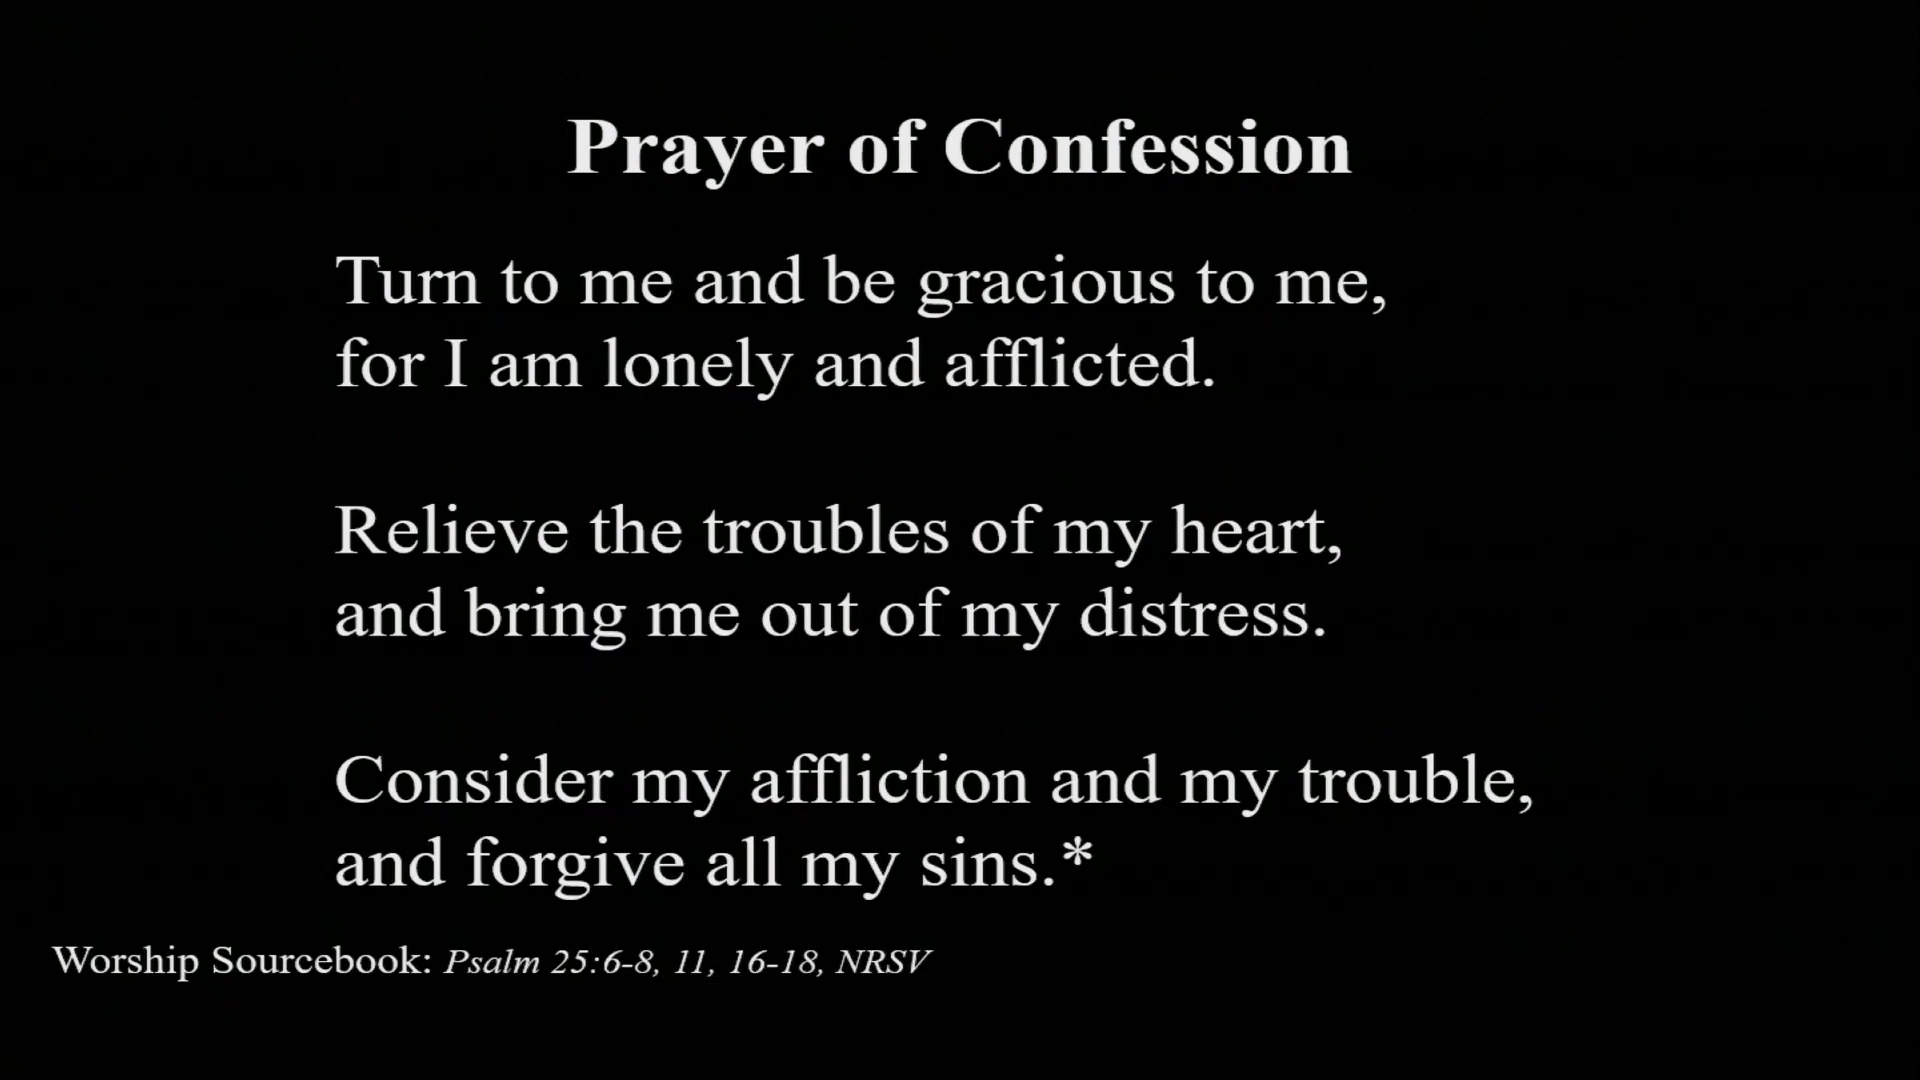 Prayer of Confession
Turn to me and be gracious to me,
for I am lonely and afflicted.
Relieve the troubles of my heart,
and bring me out of my distress.
Consider my affliction and my trouble,
and forgive all my sins.*
Worship Sourcebook: Psalm 25:6-8, 11, 16-18, NRSV